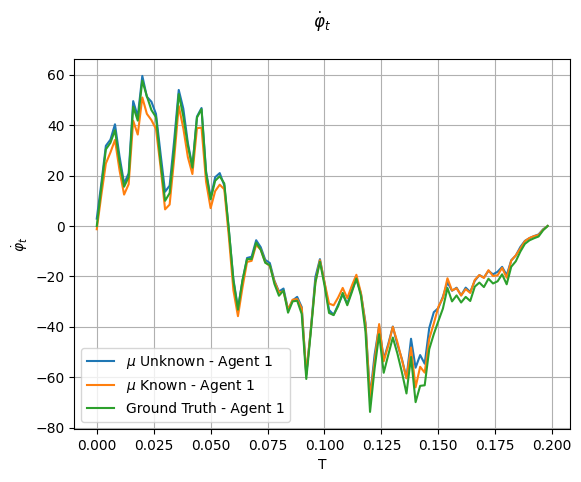 φ̇ₜ
60
40
20
0
−20
−40
−60
−80
φ̇ₜ
μ Unknown - Agent 1
μ Known - Agent 1
Ground Truth - Agent 1
0.000 0.025 0.050 0.075 0.100 0.125 0.150 0.175 0.200
T